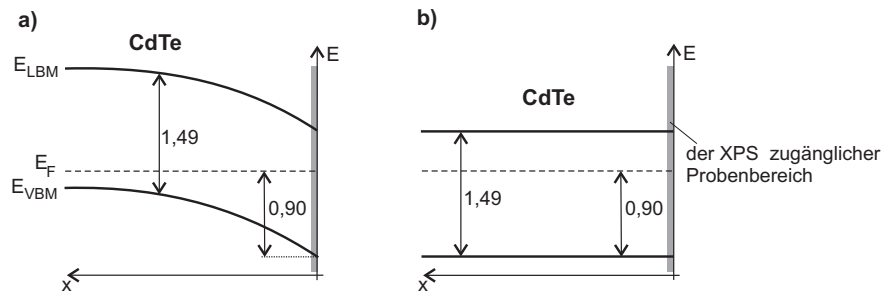 a)
CdTe
E
E_LBM
1,49
E_F
E_VBM
0,90
x
b)
E
CdTe
der XPS zugänglicher
Probenbereich
1,49
0,90
x